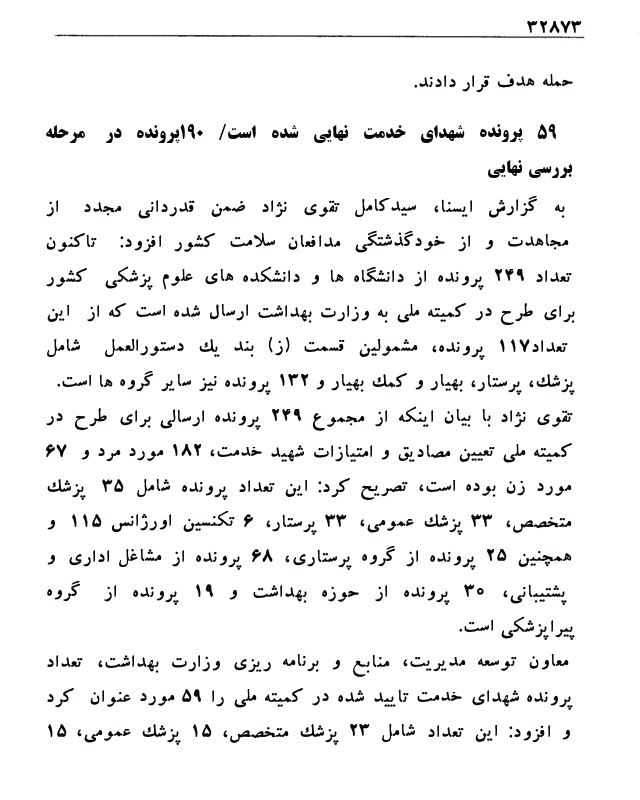 ۳۲۸۷۳
حمله هدف قرار دادند.
۵۹ پرونده شهدای خدمت نهایی شده است/ ۱۹۰پرونده در مرحله
بررسی نهایی
به گزارش ایسنا، سیدکامل تقوی نژاد ضمن قدردانی مجدد از
مجاهدت و از خودگذشتگی مدافعان سلامت کشور افزود: تاکنون
تعداد ۲۴۹ پرونده از دانشگاه ها و دانشکده های علوم پزشکی کشور
برای طرح در کمیته ملی به وزارت بهداشت ارسال شده است که از این
تعداد۱۱۷ پرونده، مشمولین قسمت (ز) بند یك دستورالعمل شامل
پزشك، پرستار، بهیار و کمك بهیار و ۱۳۲ پرونده نیز سایر گروه ها است.
تقوی نژاد با بیان اینکه از مجموع ۲۴۹ پرونده ارسالی برای طرح در
کمیته ملی تعیین مصادیق و امتیازات شهید خدمت، ۱۸۲ مورد مرد و ۶۷
مورد زن بوده است، تصریح کرد: این تعداد پرونده شامل ۳۵ پزشك
متخصص، ۳۳ پزشك عمومی، ۳۳ پرستار، ۶ تکنسین اورژانس ۱۱۵ و
همچنین ۲۵ پرونده از گروه پرستاری، ۶۸ پرونده از مشاغل اداری و
پشتیبانی، ۳۰ پرونده از حوزه بهداشت و ۱۹ پرونده از گروه
پیراپزشکی است.
معاون توسعه مدیریت، منابع و برنامه ریزی وزارت بهداشت، تعداد
پرونده شهدای خدمت تایید شده در کمیته ملی را ۵۹ مورد عنوان کرد
و افزود: این تعداد شامل ۲۳ پزشك متخصص، ۱۵ پزشك عمومی، ۱۵